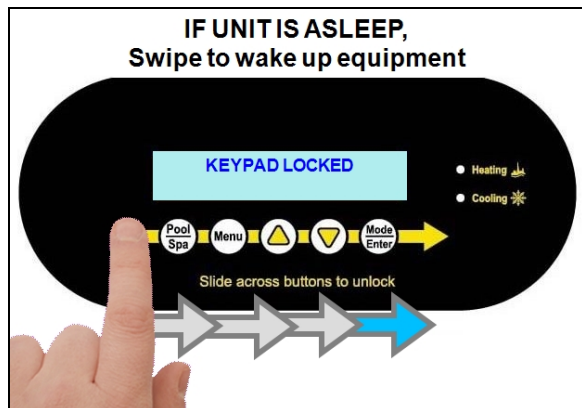 IF UNIT IS ASLEEP,
Swipe to wake up equipment
KEYPAD LOCKED
Heating
Cooling
Pool
Spa
Menu
Mode
Enter
Slide across buttons to unlock